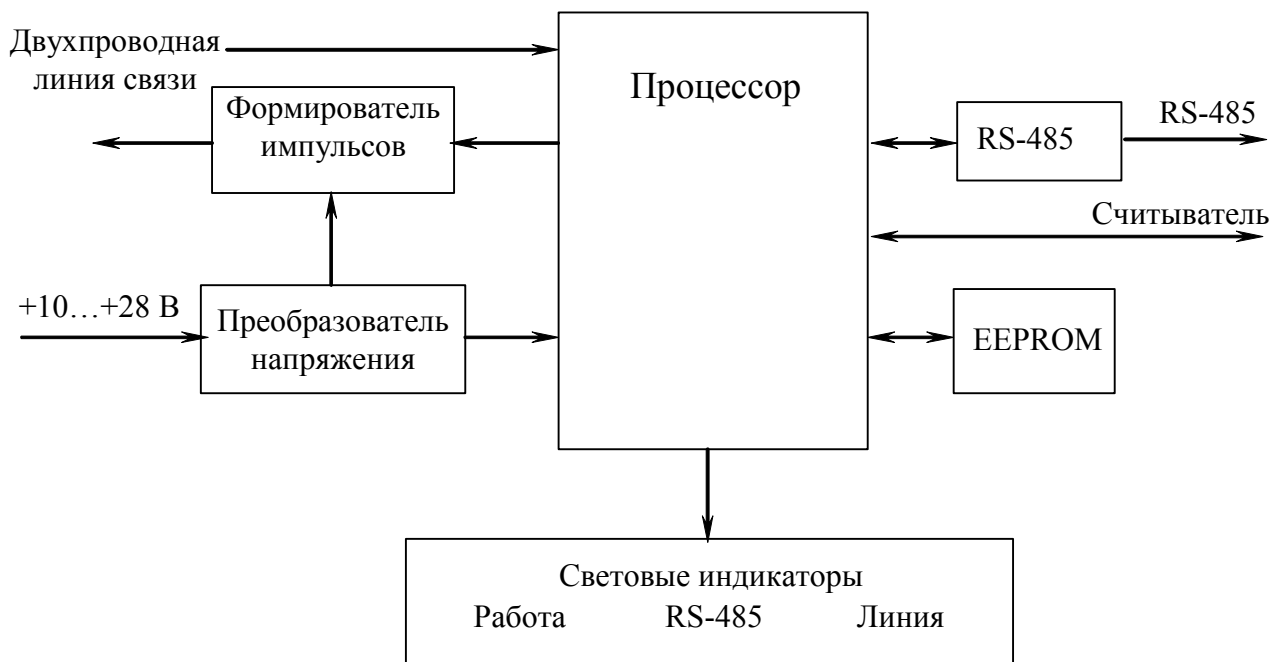 Двухпроводная
линия связи
Процессор
Формирователь
импульсов
RS-485
RS-485
Считыватель
+10…+28 В
Преобразователь
напряжения
EEPROM
Световые индикаторы
Работа RS-485 Линия